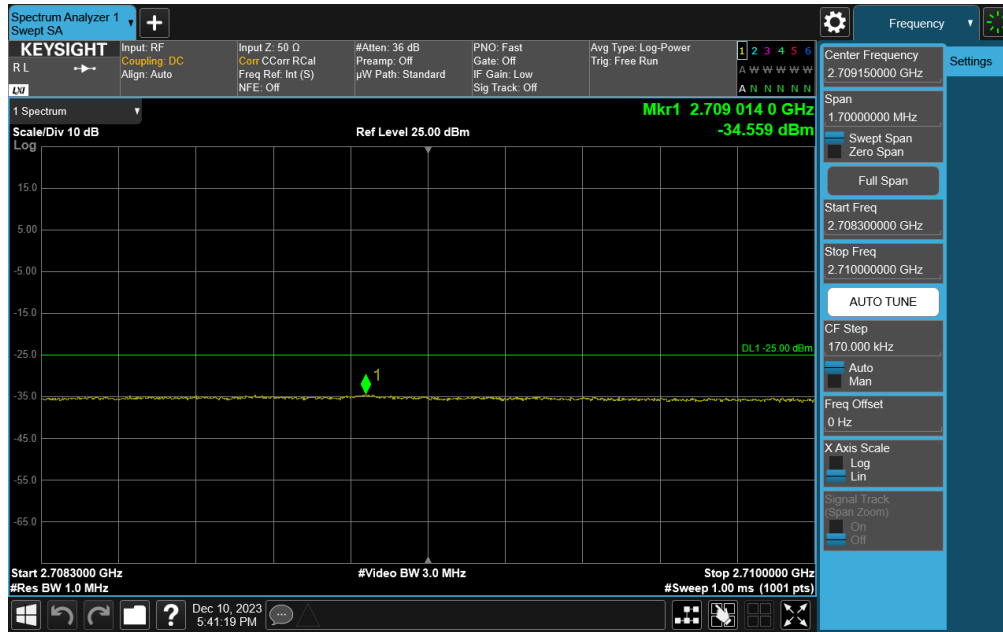 Spectrum Analyzer 1
Swept SA
Frequency
KEYSIGHT
R L
LXI
Input: RF
Coupling: DC
Align: Auto
Input Z: 50 Ω
Corr CCorr RCal
Freq Ref: Int (S)
NFE: Off
#Atten: 36 dB
Preamp: Off
µW Path: Standard
PNO: Fast
Gate: Off
IF Gain: Low
Sig Track: Off
Avg Type: Log-Power
Trig: Free Run
1 2 3 4 5 6
A W W W W W
A N N N N N
1 Spectrum
Mkr1 2.709 014 0 GHz
Scale/Div 10 dB
Ref Level 25.00 dBm
-34.559 dBm
Log
15.0
5.00
-5.00
-15.0
-25.0
DL1 -25.00 dBm
1
-35.0
-45.0
-55.0
-65.0
Start 2.7083000 GHz
#Video BW 3.0 MHz
Stop 2.7100000 GHz
#Res BW 1.0 MHz
#Sweep 1.00 ms (1001 pts)
Center Frequency
2.709150000 GHz
Settings
Span
1.70000000 MHz
Swept Span
Zero Span
Full Span
Start Freq
2.708300000 GHz
Stop Freq
2.710000000 GHz
AUTO TUNE
CF Step
170.000 kHz
Auto
Man
Freq Offset
0 Hz
X Axis Scale
Log
Lin
Signal Track
(Span Zoom)
On
Off
?
Dec 10, 2023
5:41:19 PM